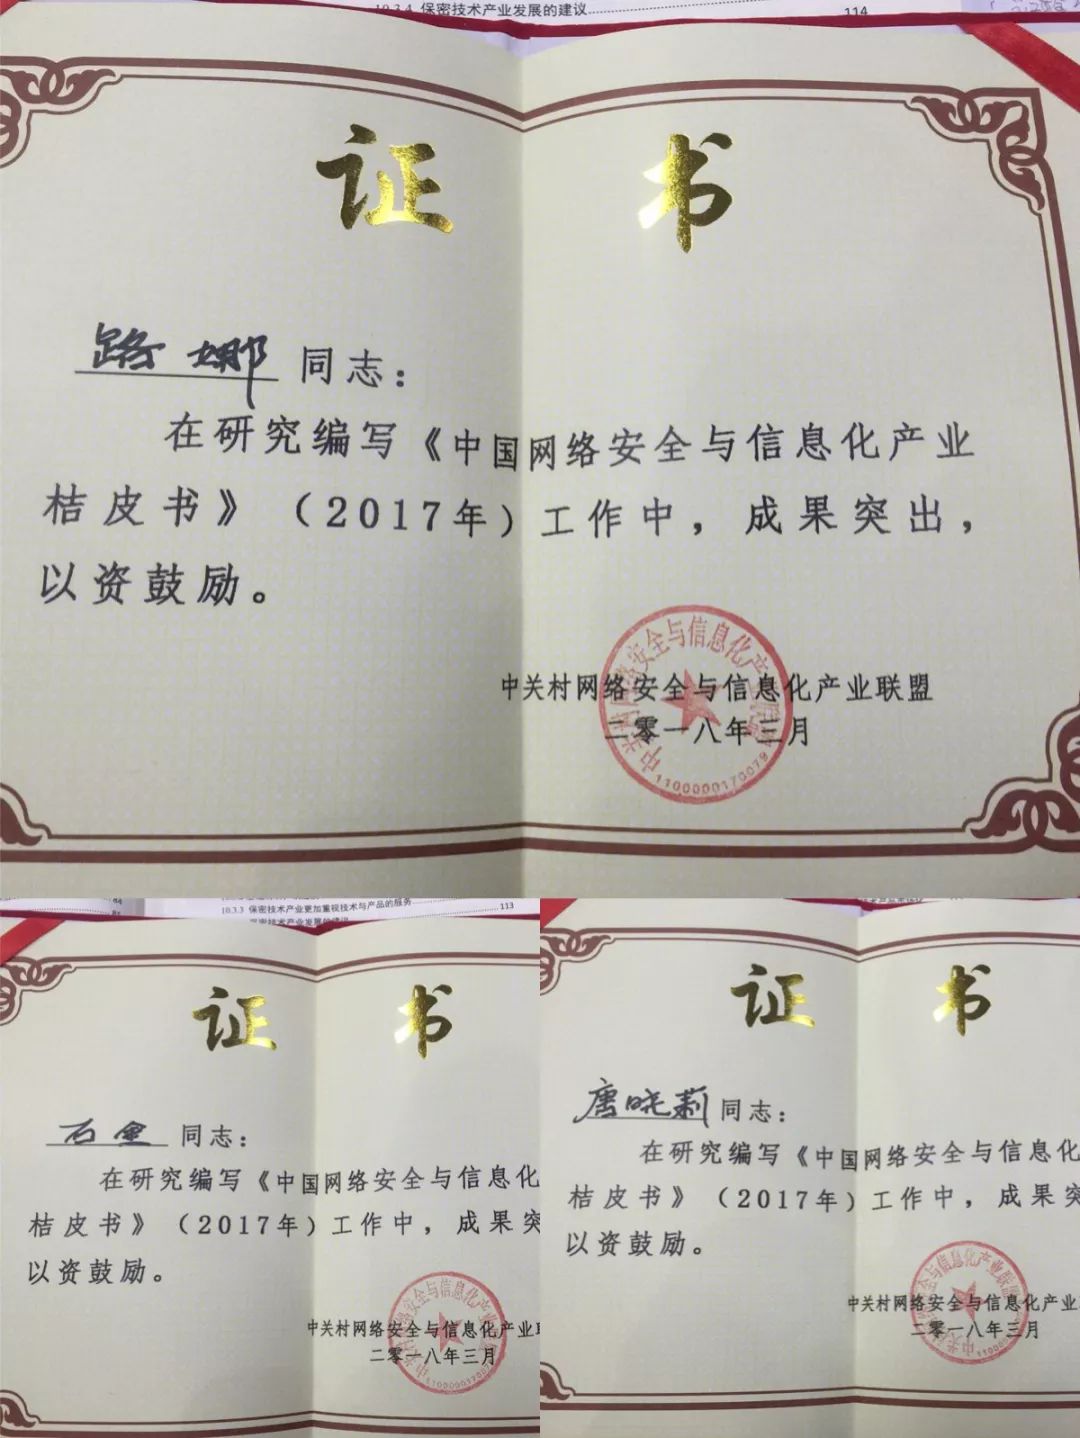 10.3.4 保密技术产业发展的建议
114
证书
路娜 同志：
在研究编写《中国网络安全与信息化产业
桔皮书》（2017年）工作中，成果突出，
以资鼓励。
中关村网络安全与信息化产业联盟
二零一八年三月
中关村网络安全与信息化产业联盟
1100000170079
10.3.3 保密技术产业更加重视技术与产品的服务
113
保密技术产业发展的建议
证书
同志：
在研究编写《中国网络安全与信息化
桔皮书》（2017年）工作中，成果突
以资鼓励。
中关村网络安全与信息化产业
二零一八年三月
证书
唐晓莉同志：
在研究编写《中国网络安全与信息化
桔皮书》（2017年）工作中，成果突
以资鼓励。
中关村网络安全与信息化产业
二零一八年三月